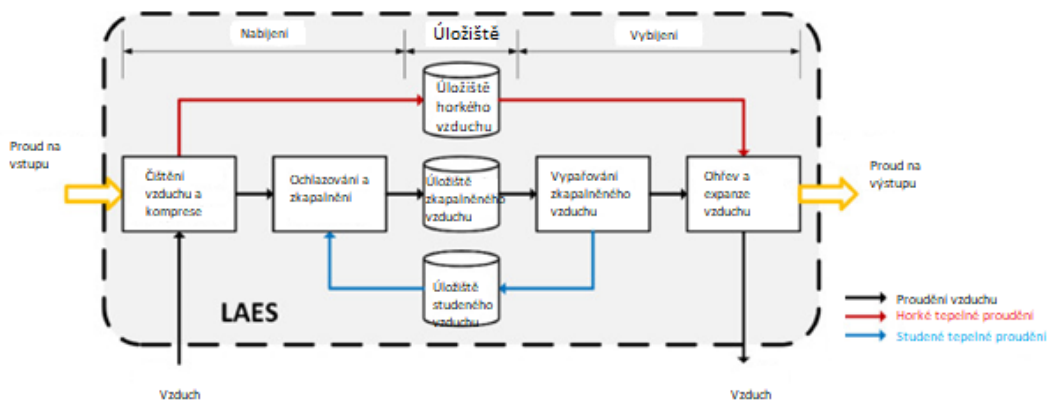 Nabíjení
Úložiště
Vybíjení
Úložiště
horkého
vzduchu
Proud na
vstupu
Čištění
vzduchu a
komprese
Ochlazování a
zkapalnění
Úložiště
zkapalněného
vzduchu
Vypařování
zkapalněného
vzduchu
Ohřev a
expanze
vzduchu
Proud na
výstupu
Úložiště
studeného
vzduchu
LAES
Proudění vzduchu
Horké tepelné proudění
Studené tepelné proudění
Vzduch
Vzduch